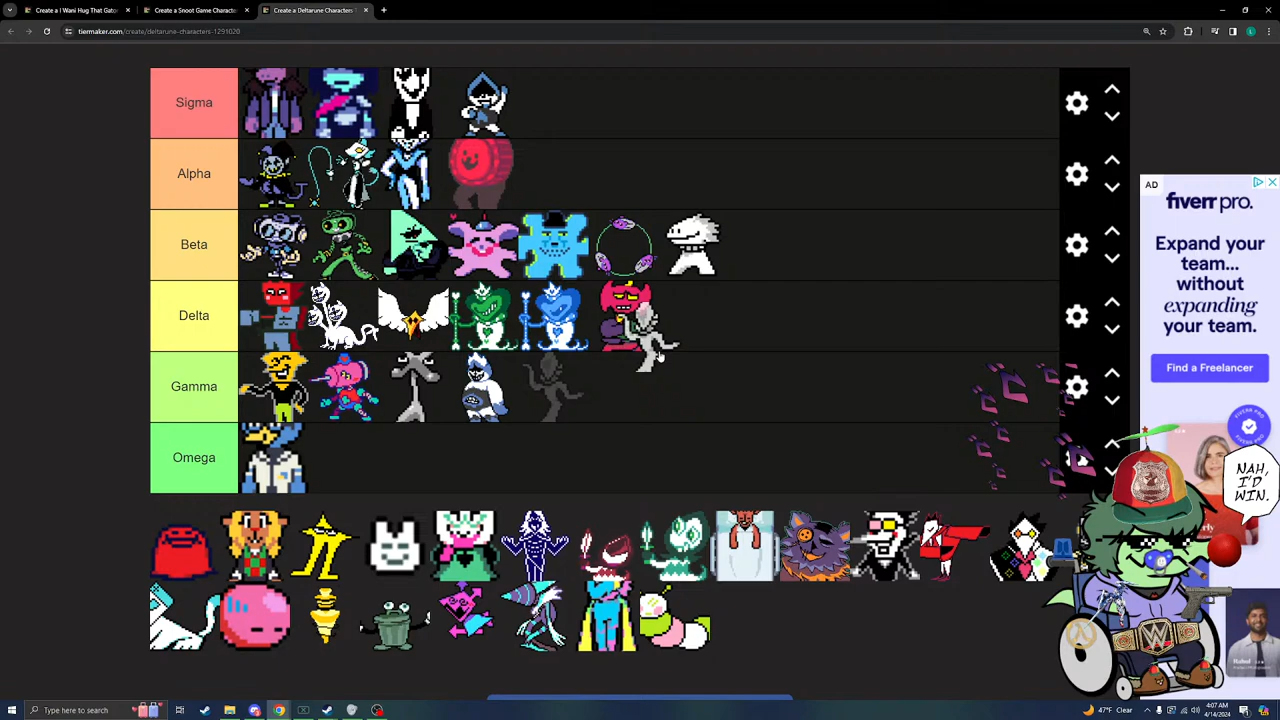 Create a I Wani Hug That Gator
Create a Snoot Game Character
Create a Deltarune Characters
tiermaker.com/create/deltarune-characters-1291020
Sigma
Alpha
Beta
Delta
Gamma
Omega
AD
fiverr pro.
Expand your
team...
without
expanding
your team.
Find a Freelancer
NAH,
I'D
WIN.
Type here to search
47°F Clear
4:07 AM
4/14/2024